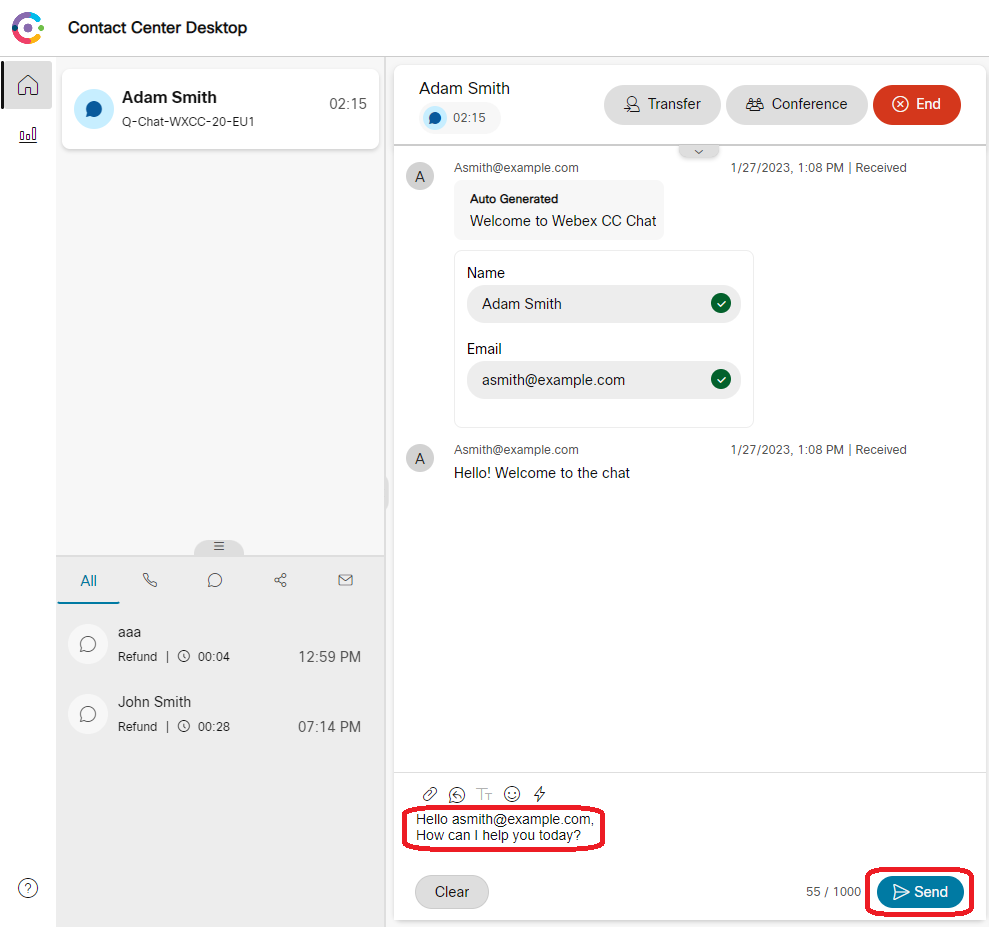 Contact Center Desktop
Adam Smith
02:15
Q-Chat-WXCC-20-EU1
All
aaa
Refund | 00:04
12:59 PM
John Smith
Refund | 00:28
07:14 PM
Adam Smith
02:15
Transfer
Conference
End
A
Asmith@example.com
1/27/2023, 1:08 PM | Received
Auto Generated
Welcome to Webex CC Chat
Name
Adam Smith
Email
asmith@example.com
A
Asmith@example.com
1/27/2023, 1:08 PM | Received
Hello! Welcome to the chat
TT
Hello asmith@example.com,
How can I help you today?
Clear
55 / 1000
Send
?